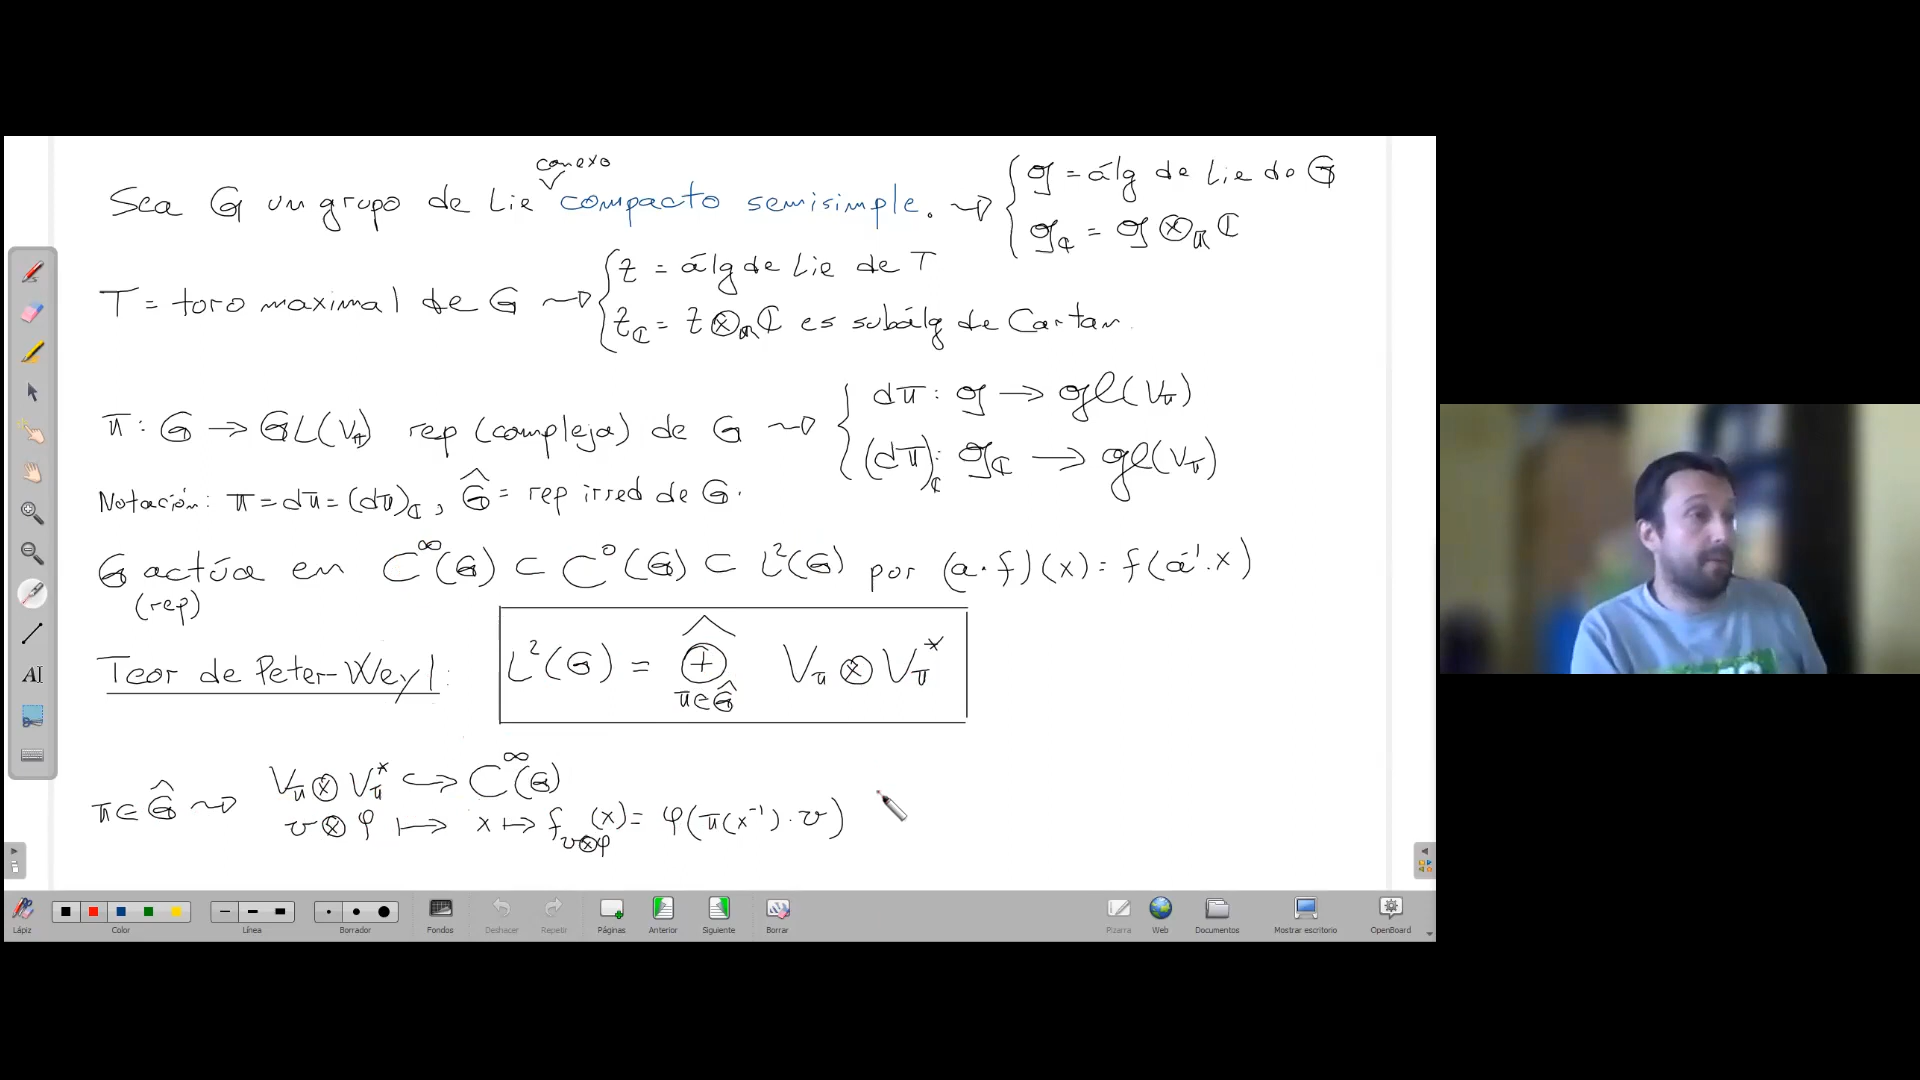 conexo
Sea G un grupo de Lie compacto semisimple. ⇝ { g = álg de Lie de G
g_ℂ = g ⊗_ℝ ℂ
T = toro maximal de G ⇝ { t = álg de Lie de T
t_ℂ = t ⊗_ℝ ℂ es subálg de Cartan.
π : G → GL(V_π) rep (compleja) de G ⇝ { dπ : g → gl(V_π)
(dπ)_ℂ : g_ℂ → gl(V_π)
Notación: π = dπ = (dπ)_ℂ , Ĝ = rep irred de G.
G actúa en C^∞(G) ⊂ C^0(G) ⊂ L²(G) por (a·f)(x) = f(a⁻¹·x)
(rep)
Teor de Peter-Weyl: L²(G) = ⊕̂_{π∈Ĝ} V_π ⊗ V_π^*
π ∈ Ĝ ⇝ V_π ⊗ V_π^* ↪ C^∞(G)
v ⊗ φ ↦ x ↦ f_{v⊗φ}(x) = φ(π(x⁻¹)·v)
AI
Lápiz Color Línea Borrador Fondos Deshacer Repetir Páginas Anterior Siguiente Borrar Pizarra Web Documentos Mostrar escritorio OpenBoard